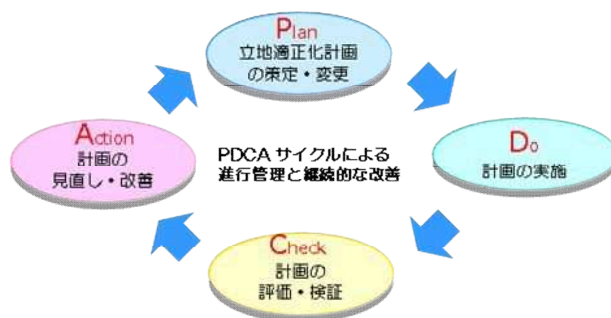 Plan
立地適正化計画
の策定・変更
Action
計画の
見直し・改善
PDCA サイクルによる
進行管理と継続的な改善
Do
計画の実施
Check
計画の
評価・検証